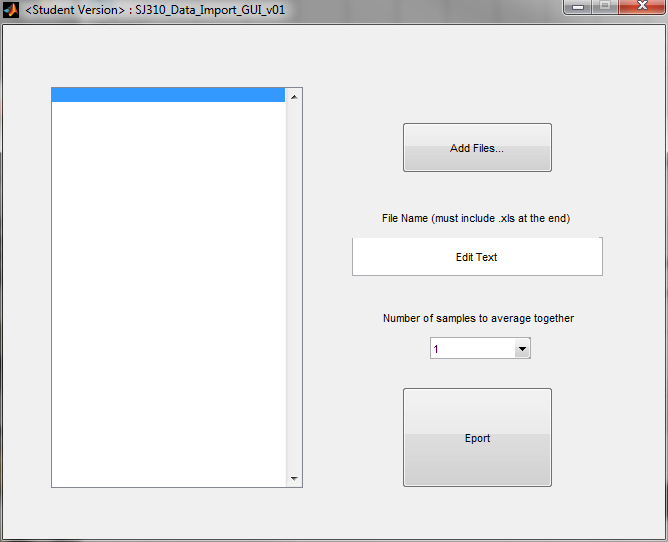 <Student Version> : SJ310_Data_Import_GUI_v01
Add Files...
File Name (must include .xls at the end)
Edit Text
Number of samples to average together
1
Eport